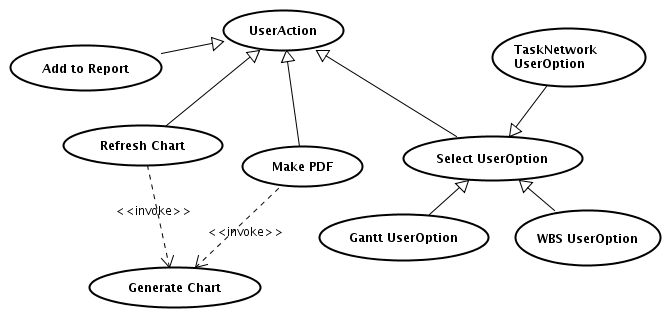 UserAction
TaskNetwork
UserOption
Add to Report
Refresh Chart
Make PDF
Select UserOption
<<invoke>>
<<invoke>>
Gantt UserOption
WBS UserOption
Generate Chart